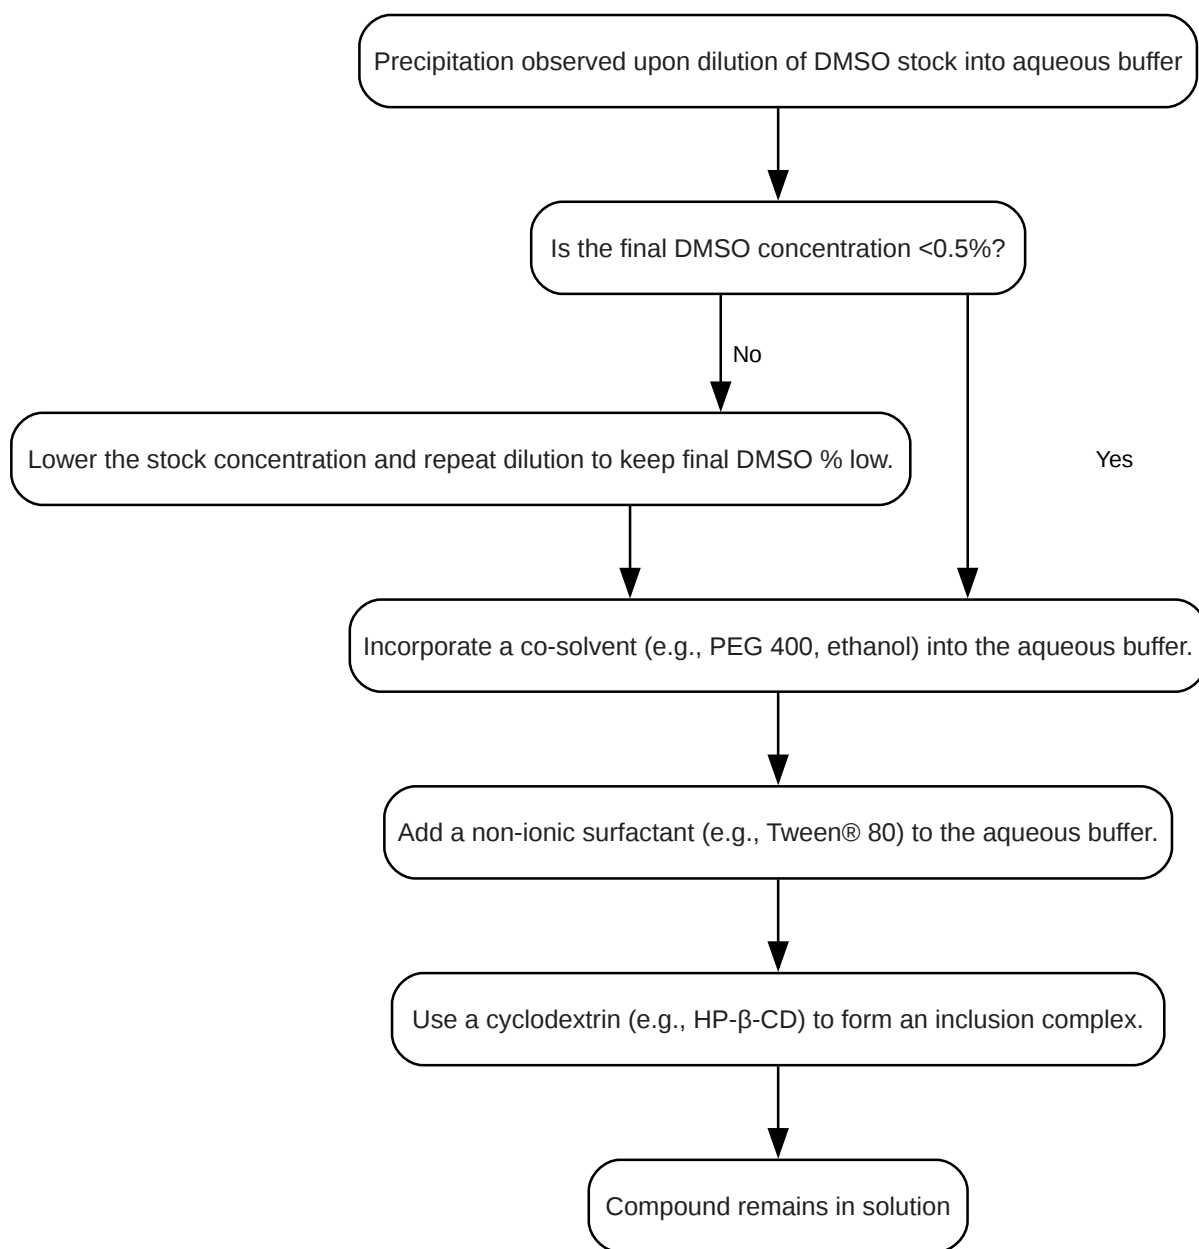 Precipitation observed upon dilution of DMSO stock into aqueous buffer
Is the final DMSO concentration <0.5%?
No
Lower the stock concentration and repeat dilution to keep final DMSO % low.
Yes
Incorporate a co-solvent (e.g., PEG 400, ethanol) into the aqueous buffer.
Add a non-ionic surfactant (e.g., Tween® 80) to the aqueous buffer.
Use a cyclodextrin (e.g., HP-β-CD) to form an inclusion complex.
Compound remains in solution